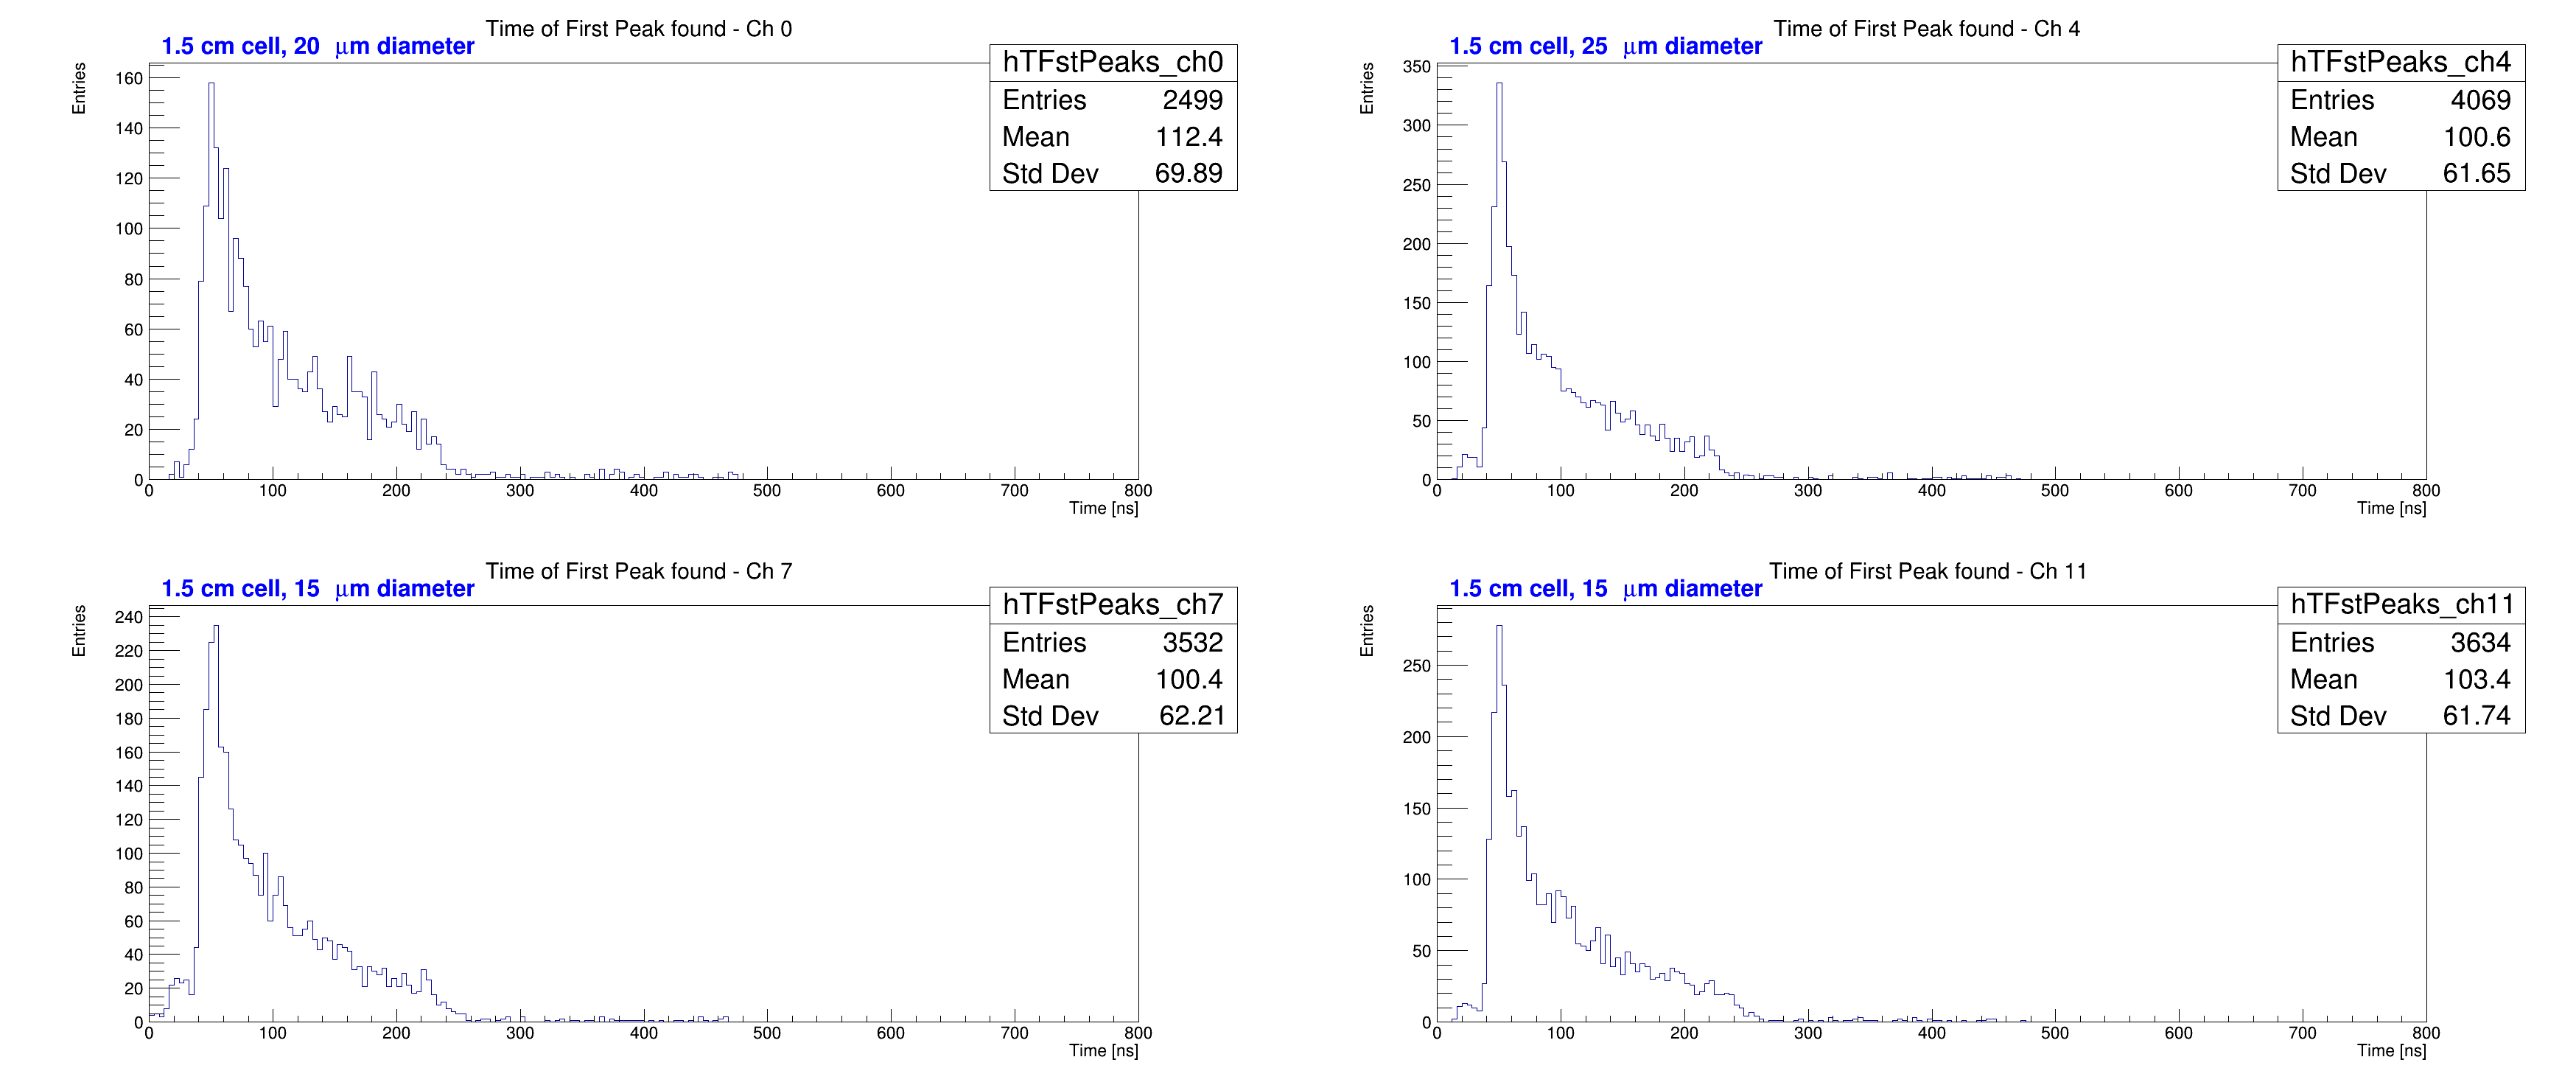 Time of First Peak found - Ch 0
1.5 cm cell, 20 μm diameter
Entries
hTFstPeaks_ch0
Entries 2499
Mean 112.4
Std Dev 69.89
160
140
120
100
80
60
40
20
0
0 100 200 300 400 500 600 700 800
Time [ns]
Time of First Peak found - Ch 4
1.5 cm cell, 25 μm diameter
Entries
hTFstPeaks_ch4
Entries 4069
Mean 100.6
Std Dev 61.65
350
300
250
200
150
100
50
0
0 100 200 300 400 500 600 700 800
Time [ns]
Time of First Peak found - Ch 7
1.5 cm cell, 15 μm diameter
Entries
hTFstPeaks_ch7
Entries 3532
Mean 100.4
Std Dev 62.21
240
220
200
180
160
140
120
100
80
60
40
20
0
0 100 200 300 400 500 600 700 800
Time [ns]
Time of First Peak found - Ch 11
1.5 cm cell, 15 μm diameter
Entries
hTFstPeaks_ch11
Entries 3634
Mean 103.4
Std Dev 61.74
250
200
150
100
50
0
0 100 200 300 400 500 600 700 800
Time [ns]